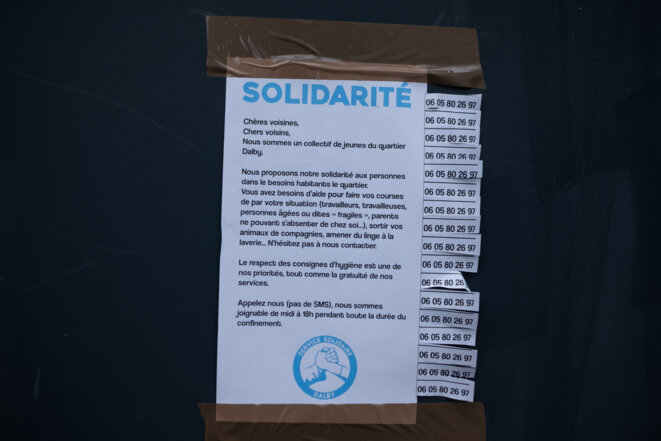 SOLIDARITÉ
Chères voisines,
Chers voisins,
Nous sommes un collectif de jeunes du quartier
Dalby.
Nous proposons notre solidarité aux personnes
dans le besoins habitants le quartier.
Vous avez besoins d'aide pour faire vos courses
de par votre situation (travailleurs, travailleuses,
personnes âgées ou dites « fragiles », parents
ne pouvant s'absenter de chez soi...), sortir vos
animaux de compagnies, amener du linge à la
laverie... N'hésitez pas à nous contacter.
Le respect des consignes d'hygiène est une de
nos priorités, tout comme la gratuité de nos
services.
Appelez nous (pas de SMS), nous sommes
joignable de midi à 18h pendant toute la durée du
confinement.
SERVICE SOLIDAIRE
DALBY
06 05 80 26 97
06 05 80 26 97
06 05 80 26 97
06 05 80 26 97
06 05 80 26 97
06 05 80 26 97
06 05 80 26 97
06 05 80 26 97
06 05 80 26 97
06 05 80 26 97
06 05 80 26
06 05 80 26 97
06 05 80 26 97
06 05 80 26 97
06 05 80 26 97
06 05 80 26 97
06 05 80 26 97